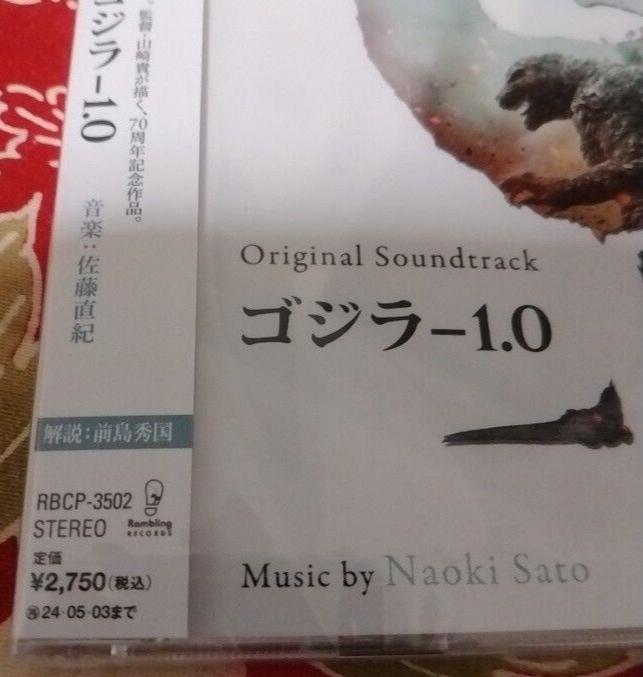 。監督・山崎貴が描く、70周年記念作品。
ゴジラ-1.0
音楽：佐藤直紀
解説：前島秀国
RBCP-3502
STEREO
Rambling
RECORDS
定価
¥2,750(税込)
24・05・03まで
Original Soundtrack
ゴジラ-1.0
Music by Naoki Sato